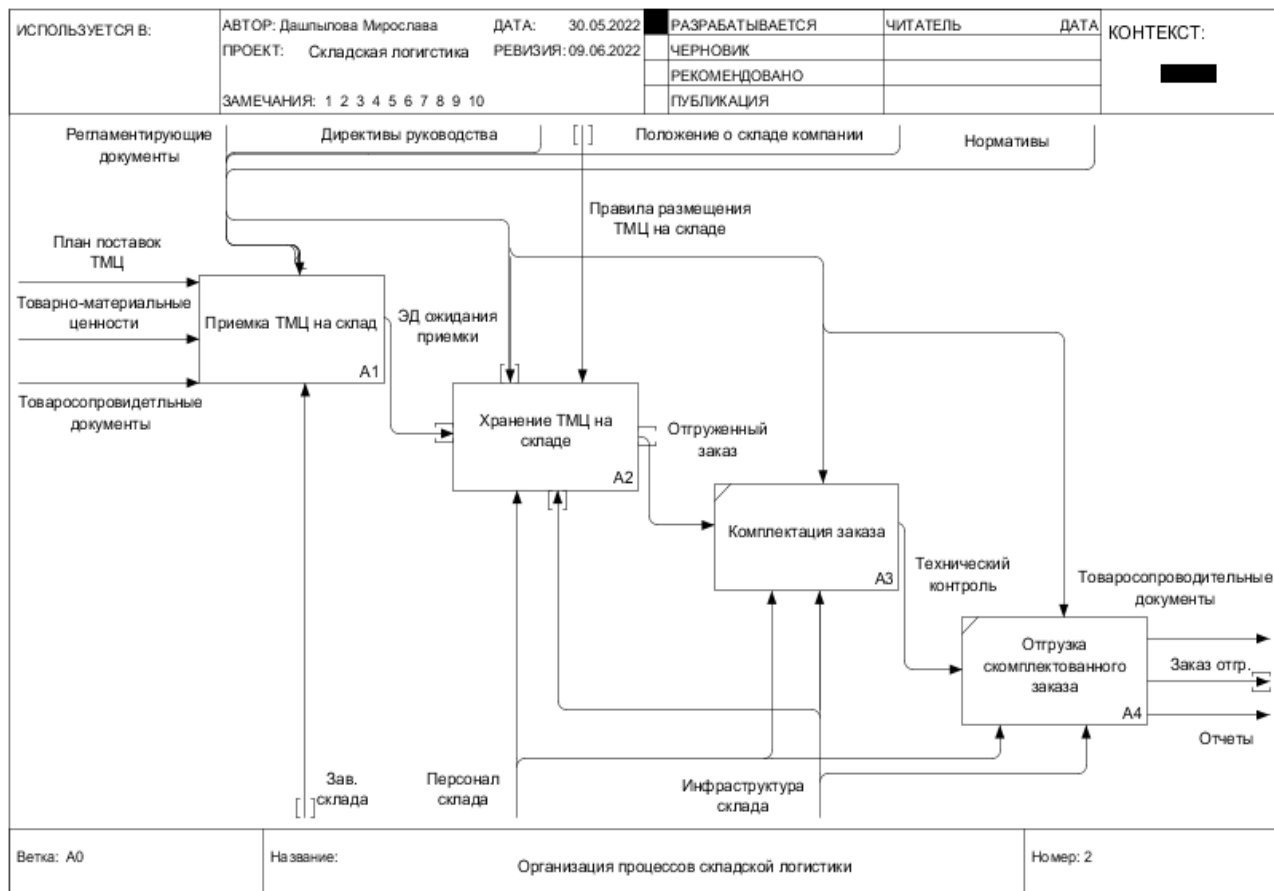 ИСПОЛЬЗУЕТСЯ В:
АВТОР: Дашпылова Мирослава
ДАТА: 30.05.2022
ПРОЕКТ: Складская логигстика
РЕВИЗИЯ: 09.06.2022
ЗАМЕЧАНИЯ: 1 2 3 4 5 6 7 8 9 10
РАЗРАБАТЫВАЕТСЯ
ЧЕРНОВИК
РЕКОМЕНДОВАНО
ПУБЛИКАЦИЯ
ЧИТАТЕЛЬ
ДАТА
КОНТЕКСТ:
Регламентирующие
документы
Директивы руководства
Положение о складе компании
Нормативы
Правила размещения
ТМЦ на складе
План поставок
ТМЦ
Товарно-материальные
ценности
Товаросопровидетльные
документы
Приемка ТМЦ на склад
A1
ЭД ожидания
приемки
Хранение ТМЦ на
складе
A2
Отгруженный
заказ
Комплектация заказа
A3
Технический
контроль
Товаросопроводительные
документы
Отгрузка
скомплектованного
заказа
A4
Заказ отгр.
Отчеты
Зав.
склада
Персонал
склада
Инфраструктура
склада
Ветка: A0
Название:
Организация процессов складской логистики
Номер: 2